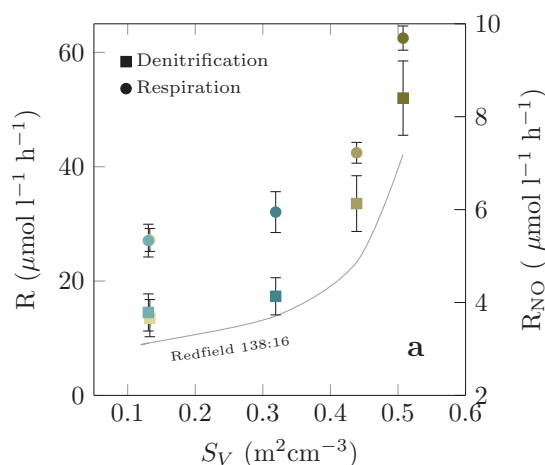 60
40
20
0
R (μmol l⁻¹ h⁻¹)
Denitrification
Respiration
Redfield 138:16
a
10
8
6
4
2
R_NO ( μmol l⁻¹ h⁻¹)
0.1 0.2 0.3 0.4 0.5 0.6
S_V (m²cm⁻³)